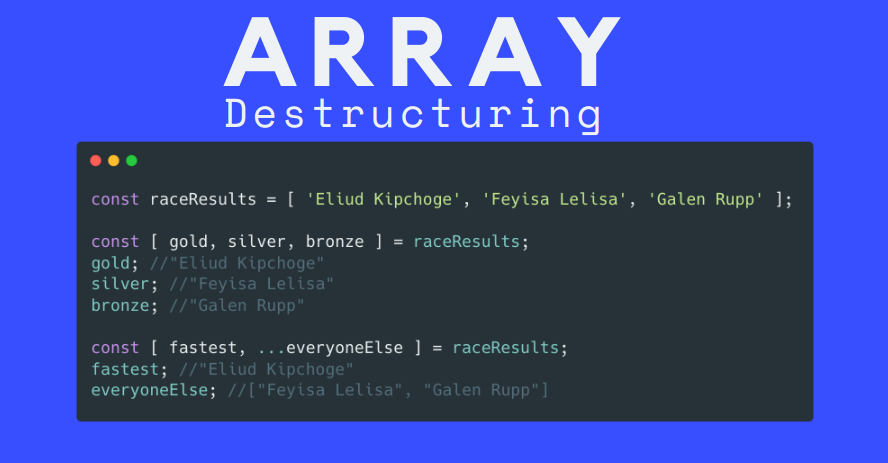 ARRAY
Destructuring
const raceResults = [ 'Eliud Kipchoge', 'Feyisa Lelisa', 'Galen Rupp' ];
const [ gold, silver, bronze ] = raceResults;
gold; //"Eliud Kipchoge"
silver; //"Feyisa Lelisa"
bronze; //"Galen Rupp"
const [ fastest, ...everyoneElse ] = raceResults;
fastest; //"Eliud Kipchoge"
everyoneElse; //["Feyisa Lelisa", "Galen Rupp"]